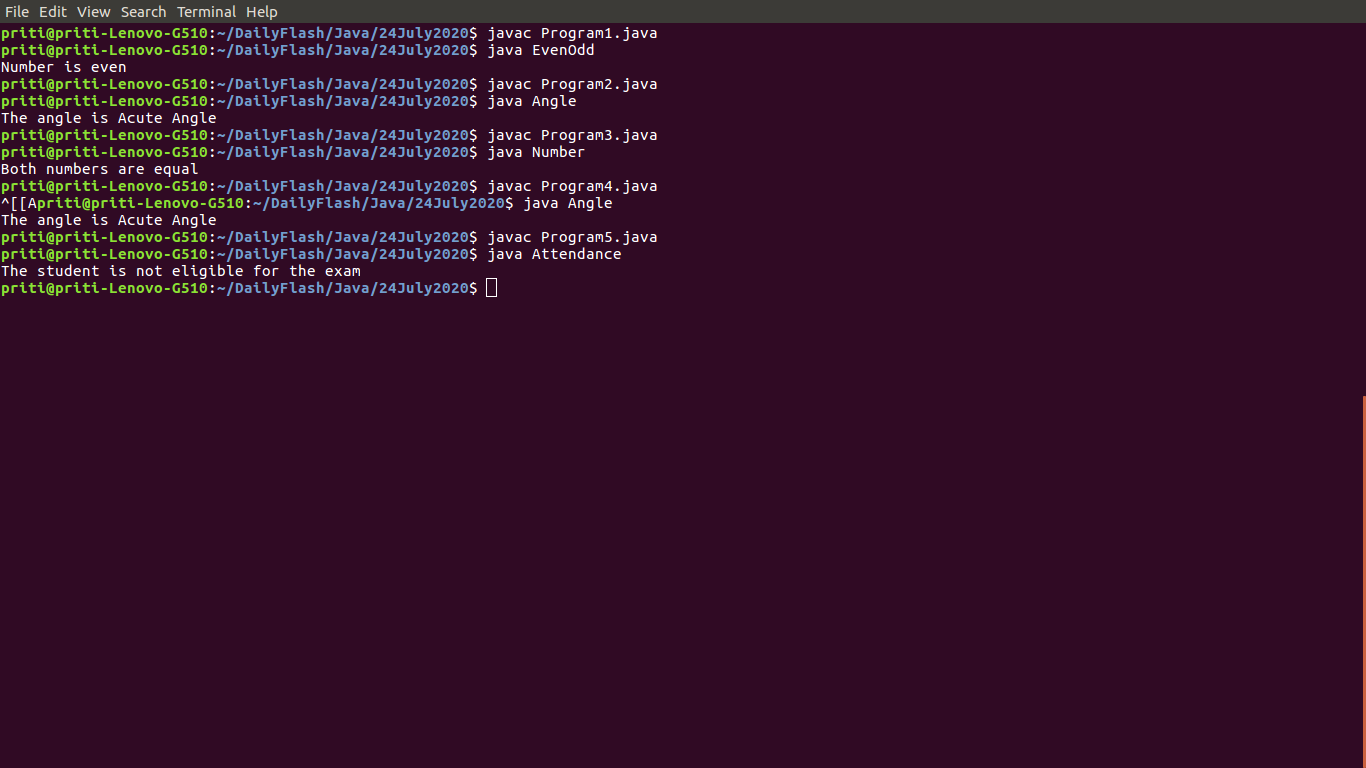 File Edit View Search Terminal Help
priti@priti-Lenovo-G510:~/DailyFlash/Java/24July2020$ javac Program1.java
priti@priti-Lenovo-G510:~/DailyFlash/Java/24July2020$ java EvenOdd
Number is even
priti@priti-Lenovo-G510:~/DailyFlash/Java/24July2020$ javac Program2.java
priti@priti-Lenovo-G510:~/DailyFlash/Java/24July2020$ java Angle
The angle is Acute Angle
priti@priti-Lenovo-G510:~/DailyFlash/Java/24July2020$ javac Program3.java
priti@priti-Lenovo-G510:~/DailyFlash/Java/24July2020$ java Number
Both numbers are equal
priti@priti-Lenovo-G510:~/DailyFlash/Java/24July2020$ javac Program4.java
^[[Apriti@priti-Lenovo-G510:~/DailyFlash/Java/24July2020$ java Angle
The angle is Acute Angle
priti@priti-Lenovo-G510:~/DailyFlash/Java/24July2020$ javac Program5.java
priti@priti-Lenovo-G510:~/DailyFlash/Java/24July2020$ java Attendance
The student is not eligible for the exam
priti@priti-Lenovo-G510:~/DailyFlash/Java/24July2020$